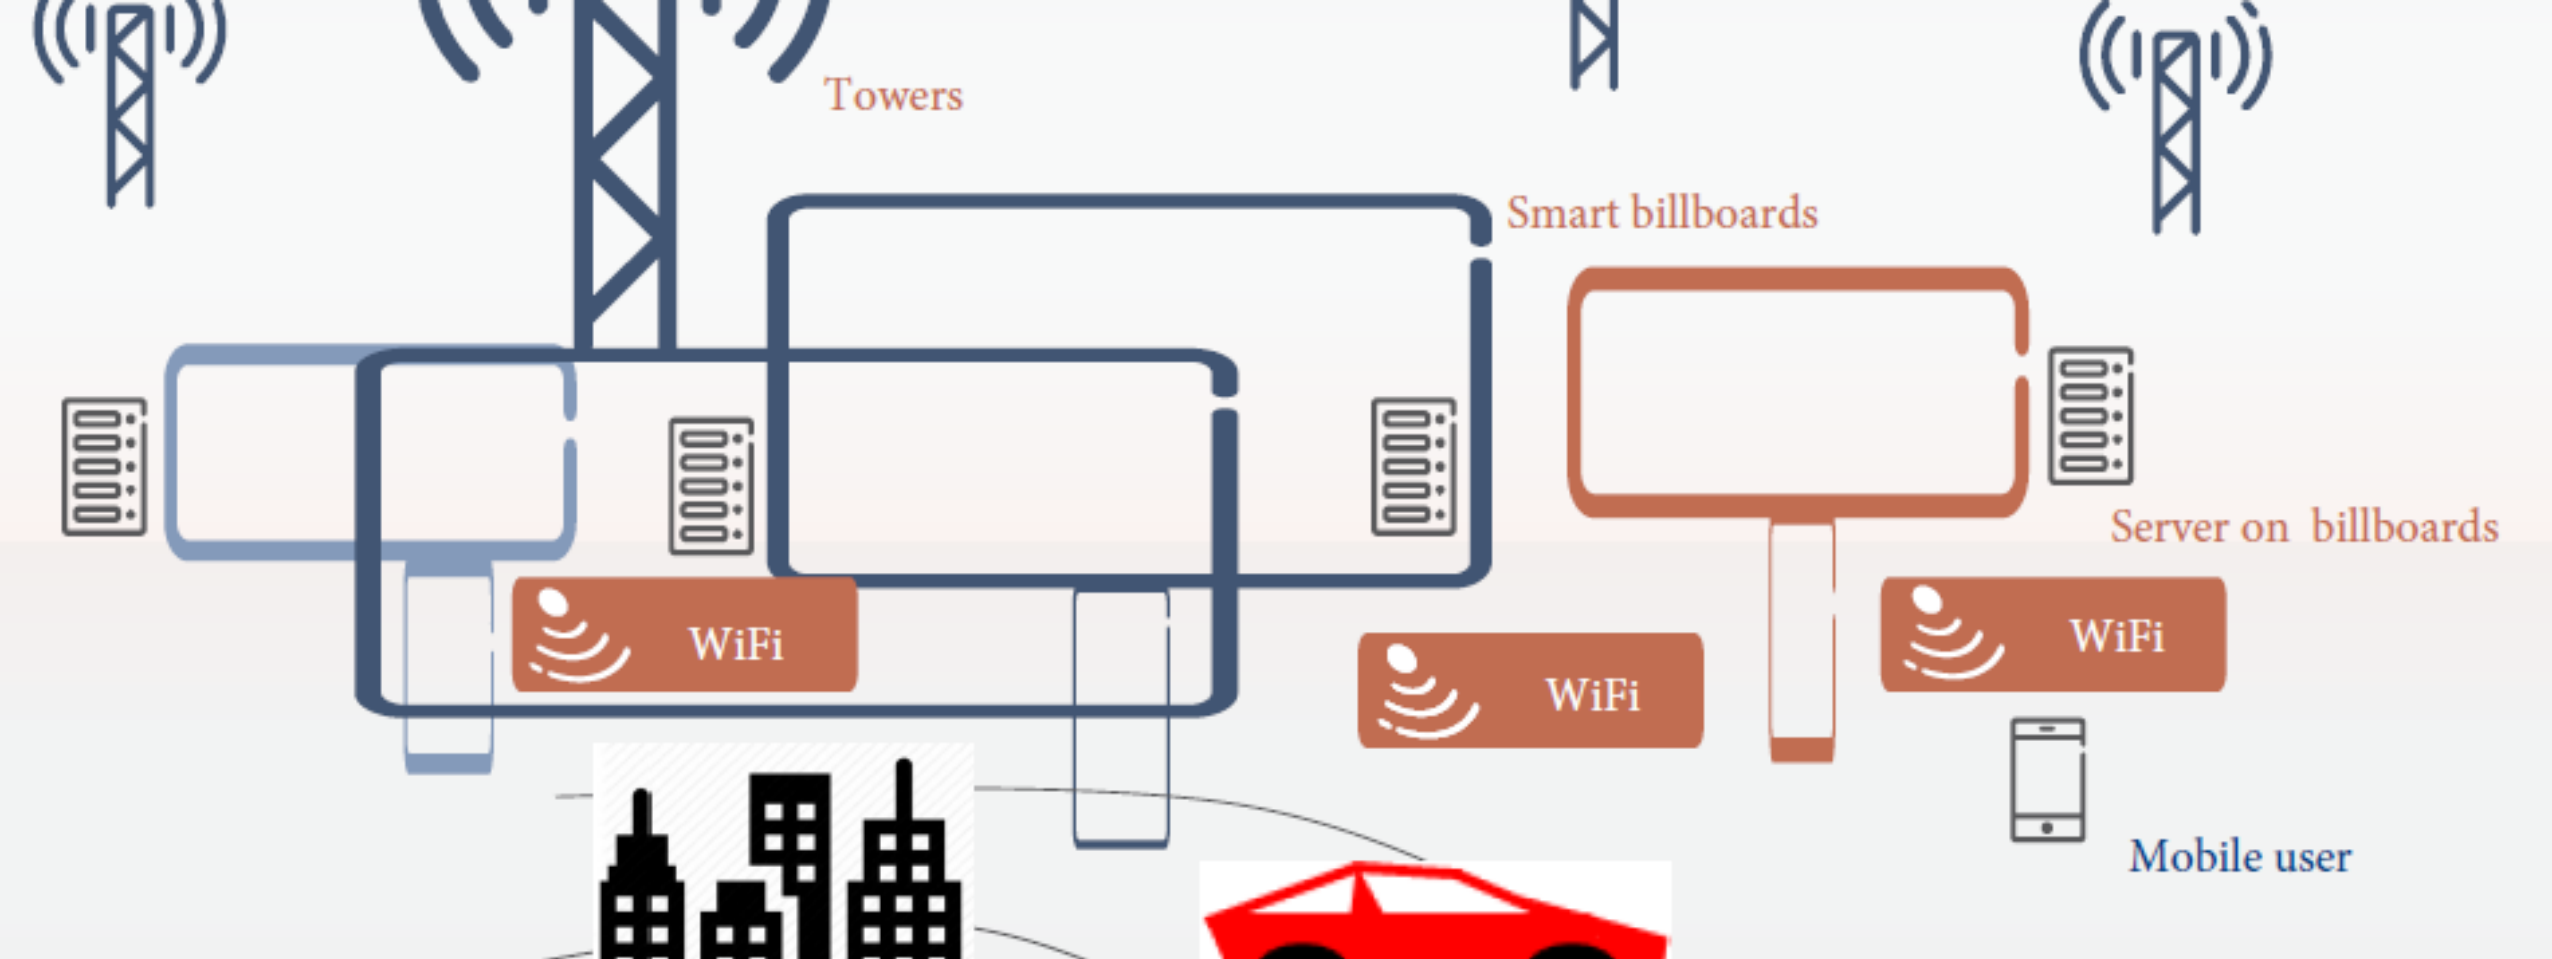 Towers
Smart billboards
Server on billboards
WiFi
WiFi
WiFi
Mobile user